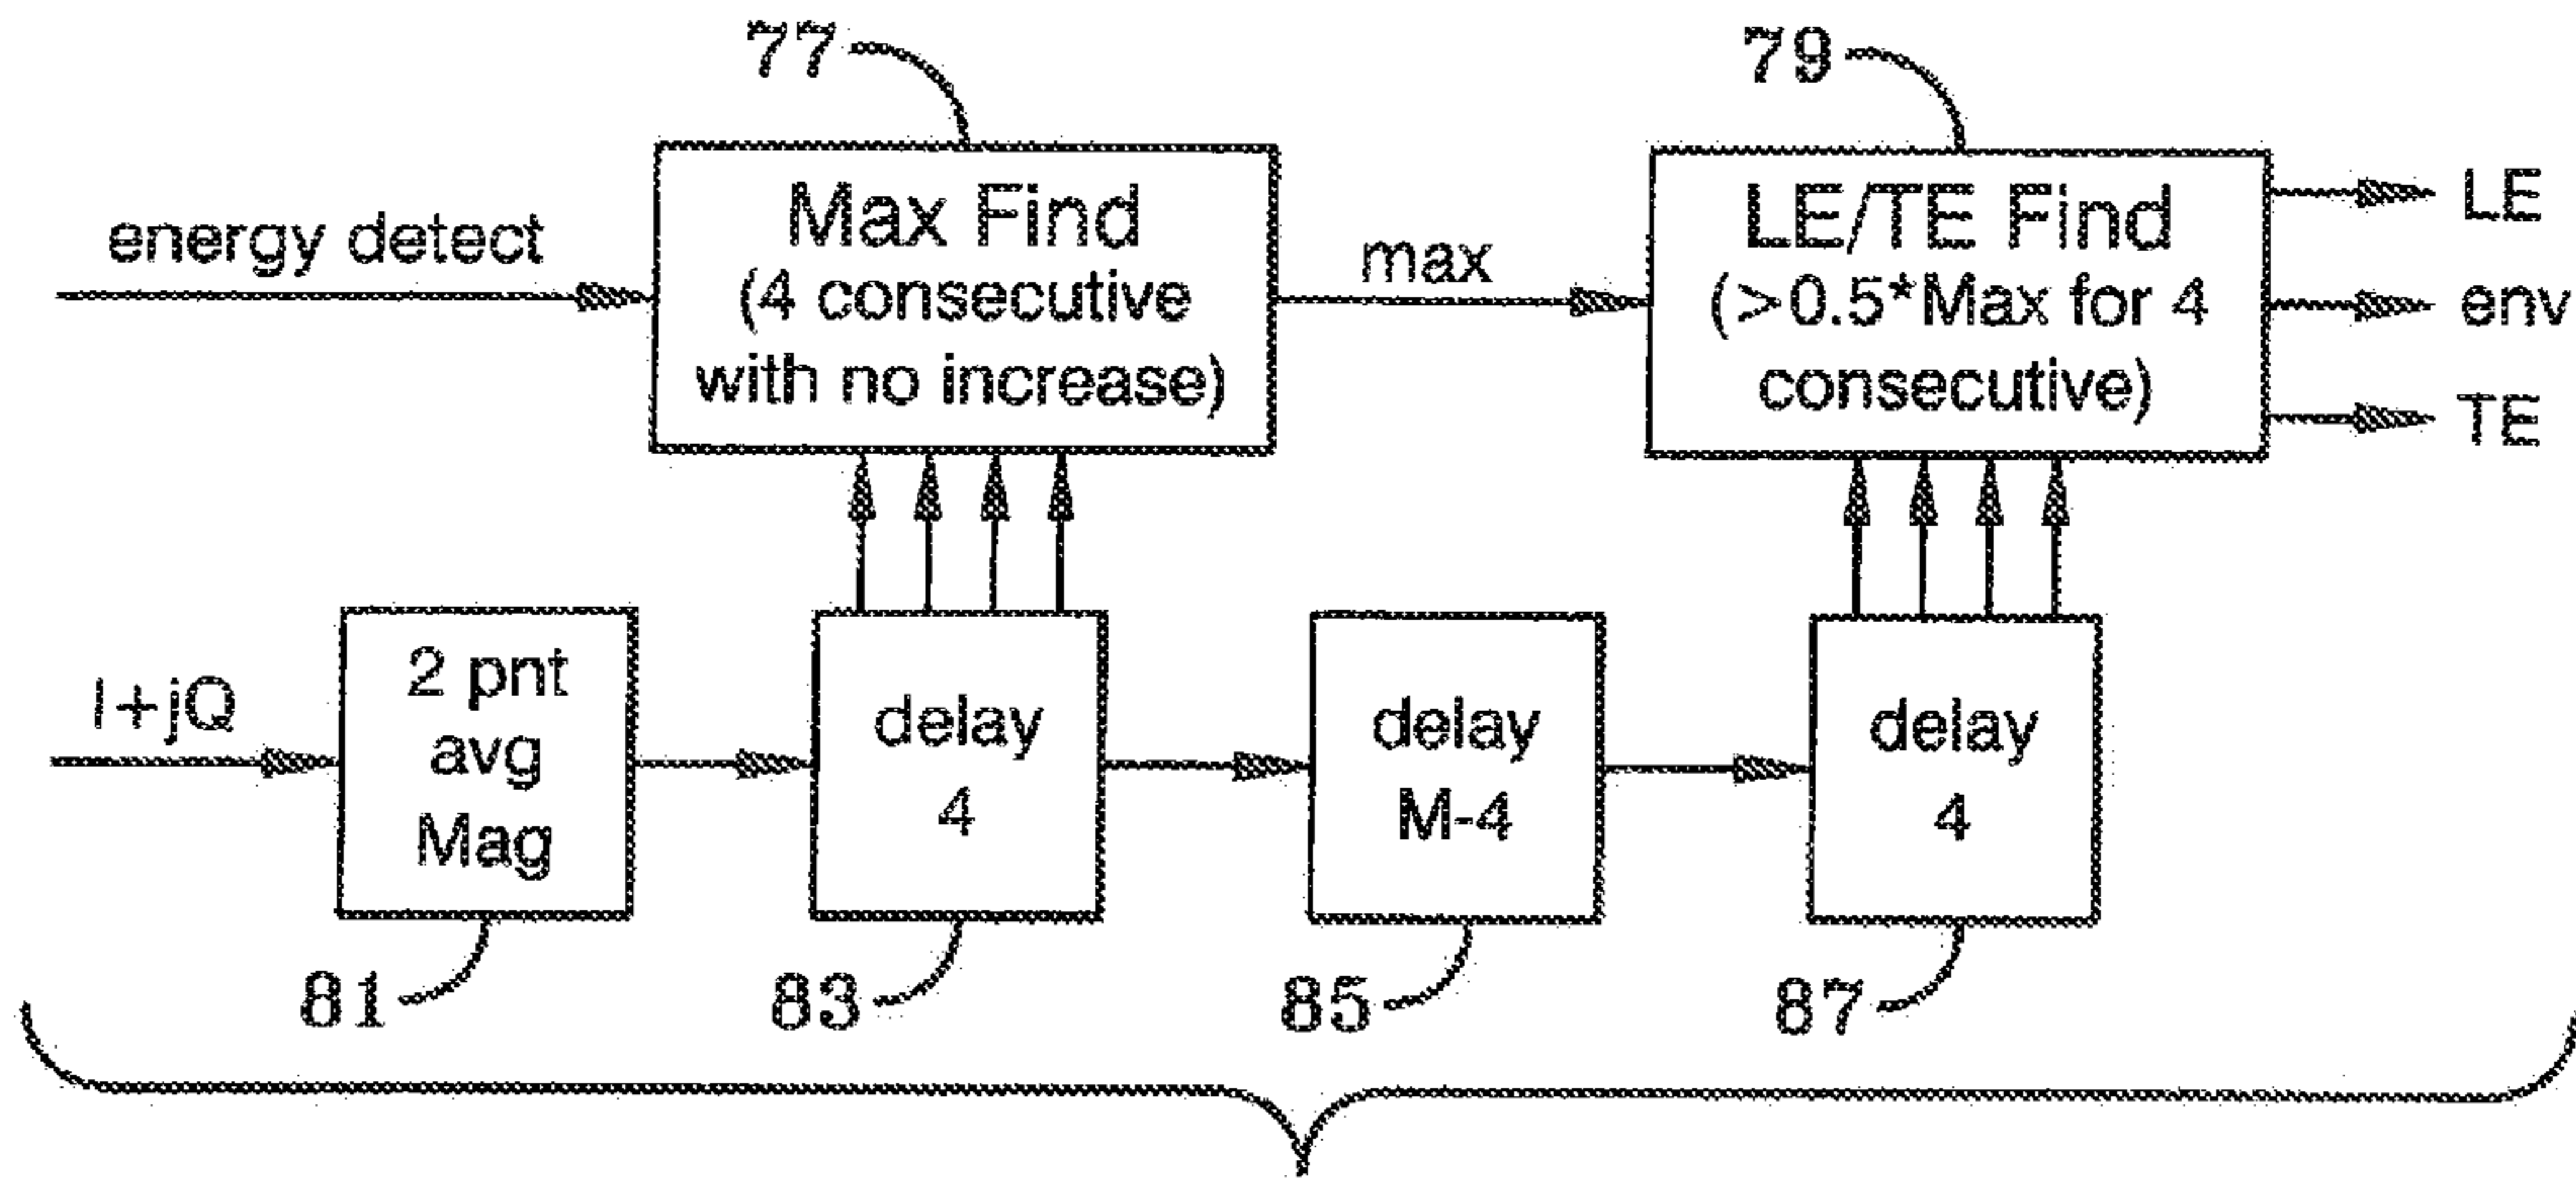 77
79
energy detect
Max Find
(4 consecutive
with no increase)
max
LE/TE Find
(>0.5*Max for 4
consecutive)
LE
env
TE
I+jQ
2 pnt
avg
Mag
delay
4
delay
M-4
delay
4
81
83
85
87